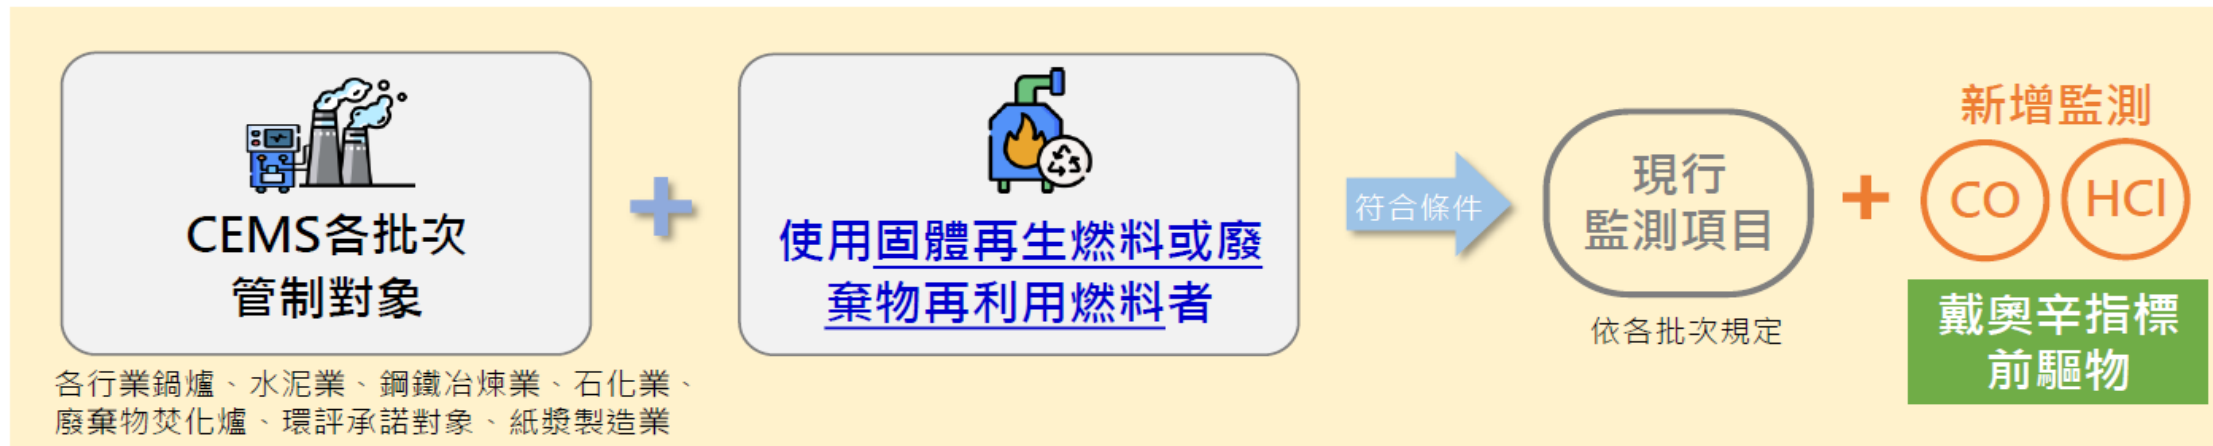 CEMS各批次
管制對象
各行業鍋爐、水泥業、鋼鐵冶煉業、石化業、
廢棄物焚化爐、環評承諾對象、紙漿製造業
+
使用固體再生燃料或廢
棄物再利用燃料者
符合條件
現行
監測項目
依各批次規定
+
新增監測
CO HCl
戴奧辛指標
前驅物